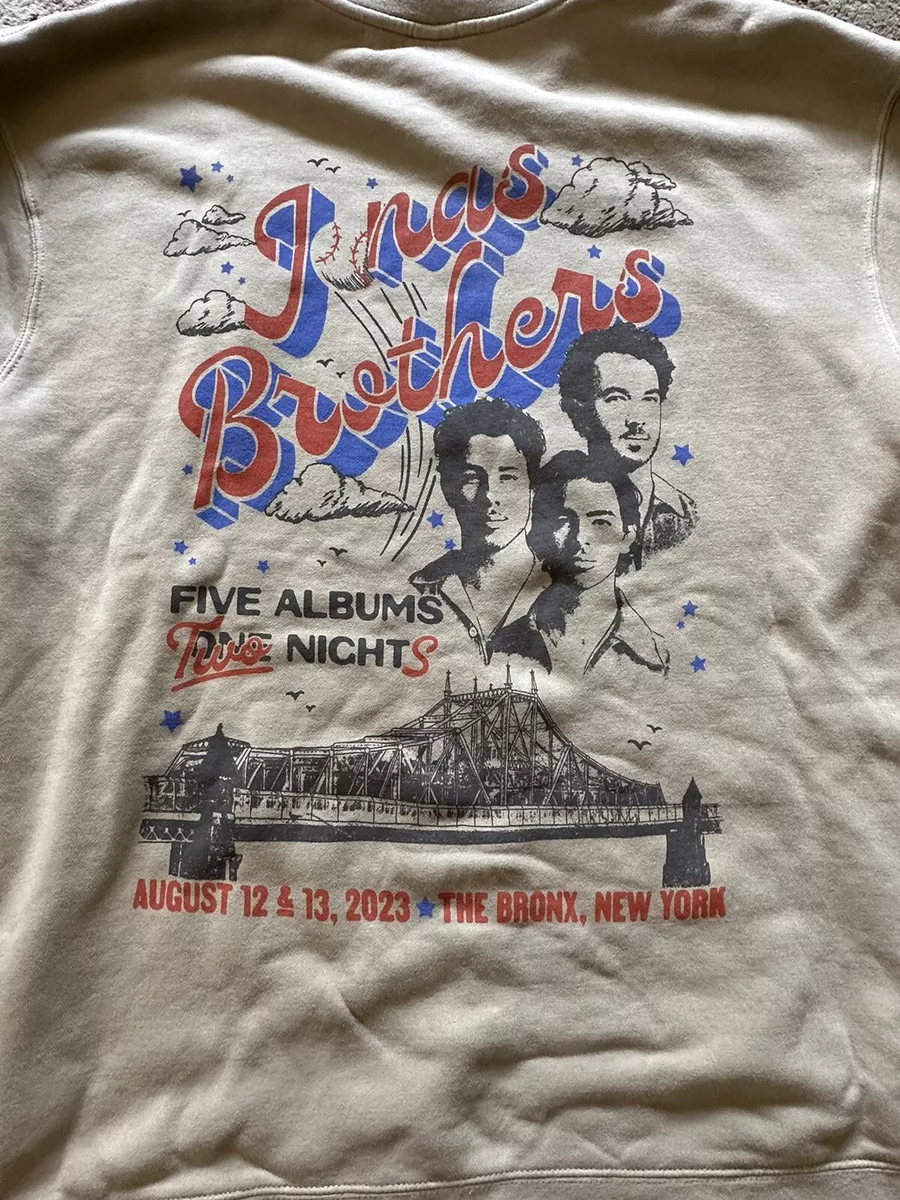 Jonas
Brothers
FIVE ALBUMS
ONE Two NIGHTS
AUGUST 12 & 13, 2023 ★ THE BRONX, NEW YORK